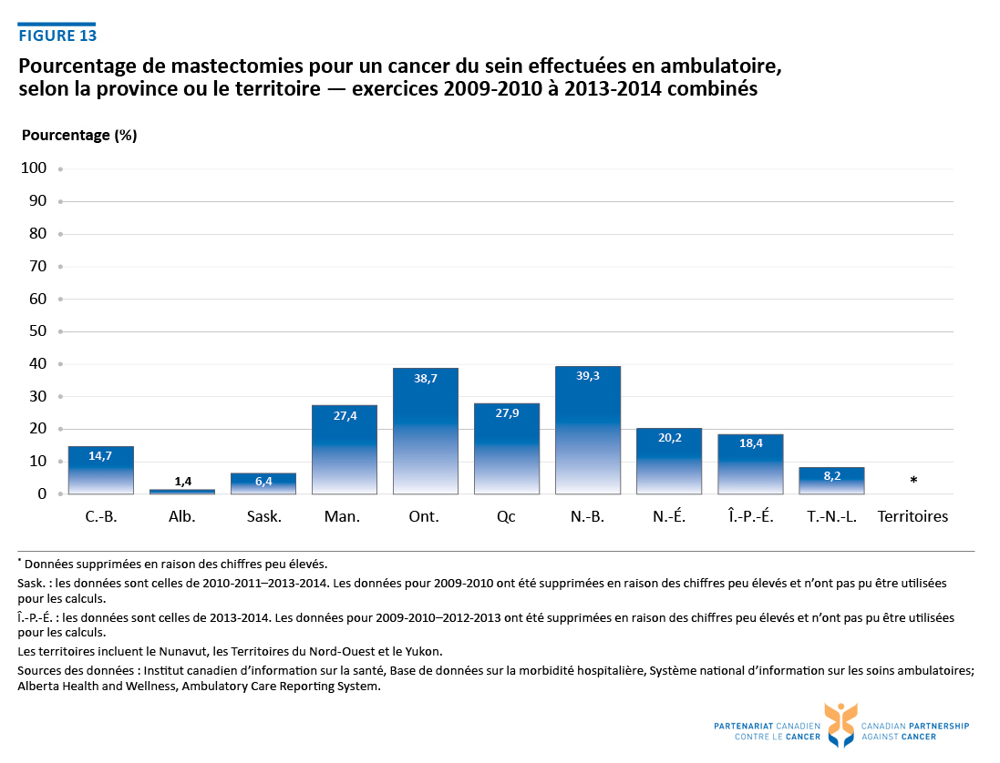 FIGURE 13
Pourcentage de mastectomies pour un cancer du sein effectuées en ambulatoire,
selon la province ou le territoire — exercices 2009-2010 à 2013-2014 combinés
Pourcentage (%)
100
90
80
70
60
50
40
30
20
10
0
14,7
1,4
6,4
27,4
38,7
27,9
39,3
20,2
18,4
8,2
*
C.-B.
Alb.
Sask.
Man.
Ont.
Qc
N.-B.
N.-É.
Î.-P.-É.
T.-N.-L.
Territoires
* Données supprimées en raison des chiffres peu élevés.
Sask. : les données sont celles de 2010-2011–2013-2014. Les données pour 2009-2010 ont été supprimées en raison des chiffres peu élevés et n’ont pas pu être utilisées
pour les calculs.
Î.-P.-É. : les données sont celles de 2013-2014. Les données pour 2009-2010–2012-2013 ont été supprimées en raison des chiffres peu élevés et n’ont pas pu être utilisées
pour les calculs.
Les territoires incluent le Nunavut, les Territoires du Nord-Ouest et le Yukon.
Sources des données : Institut canadien d’information sur la santé, Base de données sur la morbidité hospitalière, Système national d’information sur les soins ambulatoires;
Alberta Health and Wellness, Ambulatory Care Reporting System.
PARTENARIAT CANADIEN
CONTRE LE CANCER
CANADIAN PARTNERSHIP
AGAINST CANCER